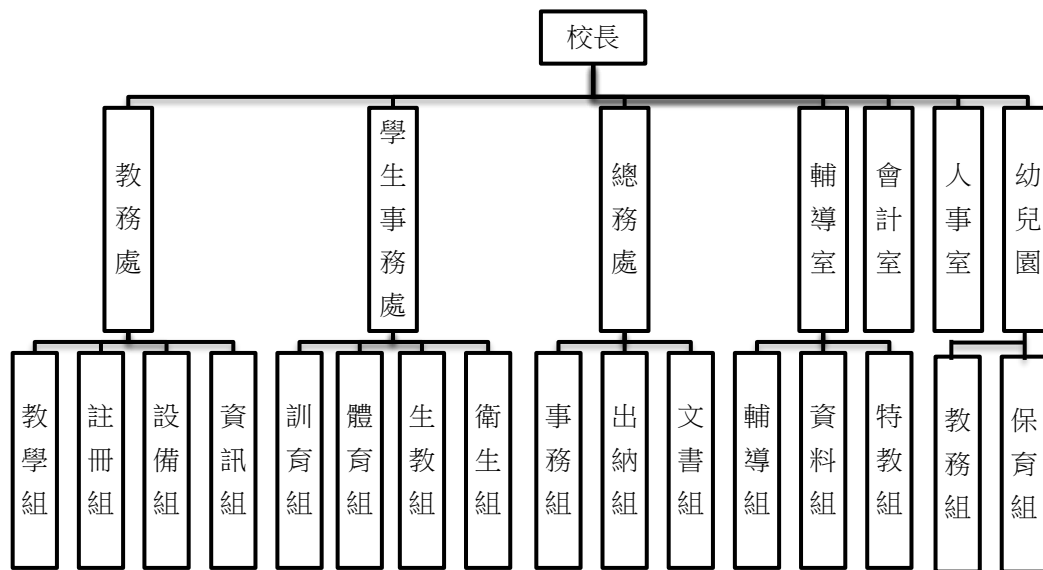 校長
教務處
學生事務處
總務處
輔導室
會計室
人事室
幼兒園
教學組
註冊組
設備組
資訊組
訓育組
體育組
生教組
衛生組
事務組
出納組
文書組
輔導組
資料組
特教組
教務組
保育組